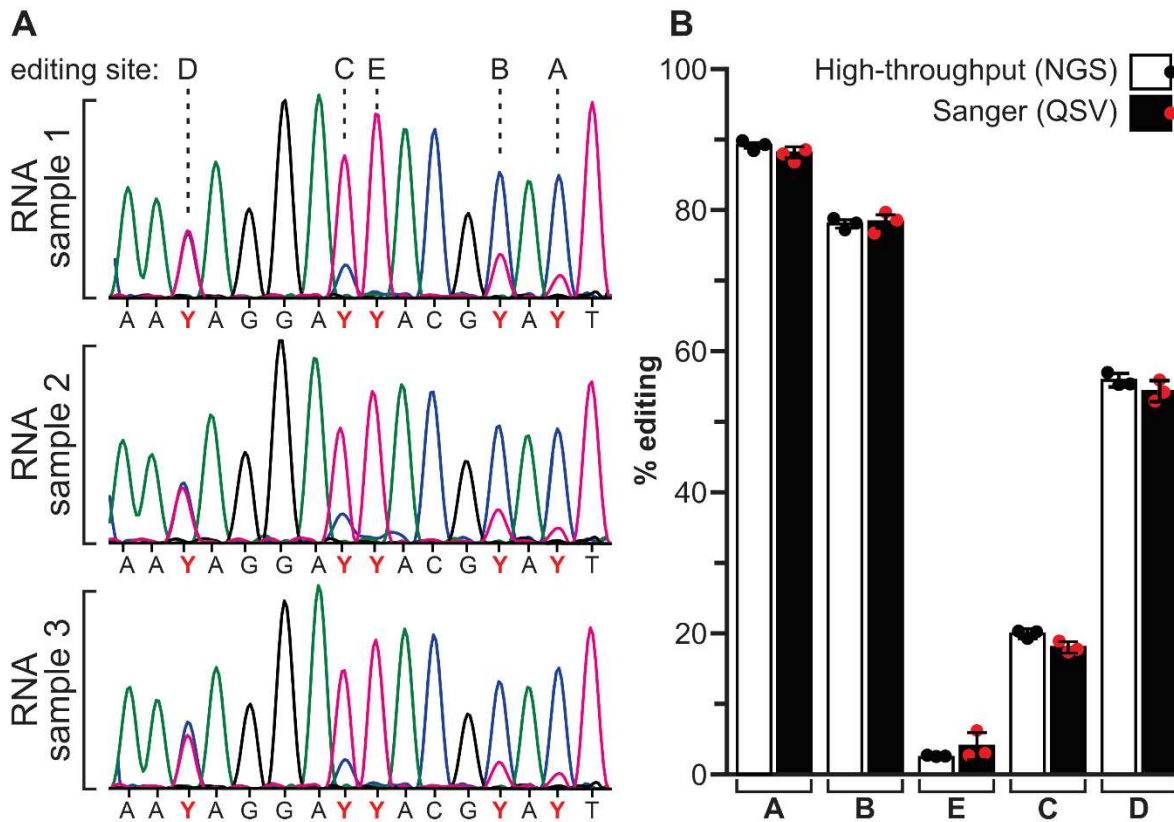 A
editing site: D C E B A
RNA
sample 1
A A Y A G G A Y Y A C G Y A Y T
RNA
sample 2
A A Y A G G A Y Y A C G Y A Y T
RNA
sample 3
A A Y A G G A Y Y A C G Y A Y T
B
High-throughput (NGS)
Sanger (QSV)
% editing
100
80
60
40
20
0
A B E C D